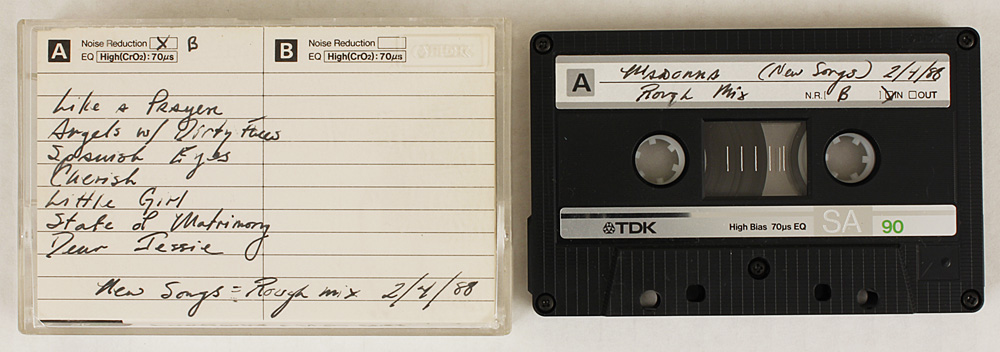 A Noise Reduction X B
EQ High(CrO2): 70μs
B Noise Reduction
EQ High(CrO2): 70μs
TDK
Like a Prayer
Angels w/ Dirty Faces
Spanish Eyes
Cherish
Little Girl
State of Matrimony
Dear Jessie
New Songs = Rough mix 2/4/88
A Madonna (New Songs) 2/4/88
Rough Mix N.R. B IN OUT
TDK High Bias 70μs EQ SA 90